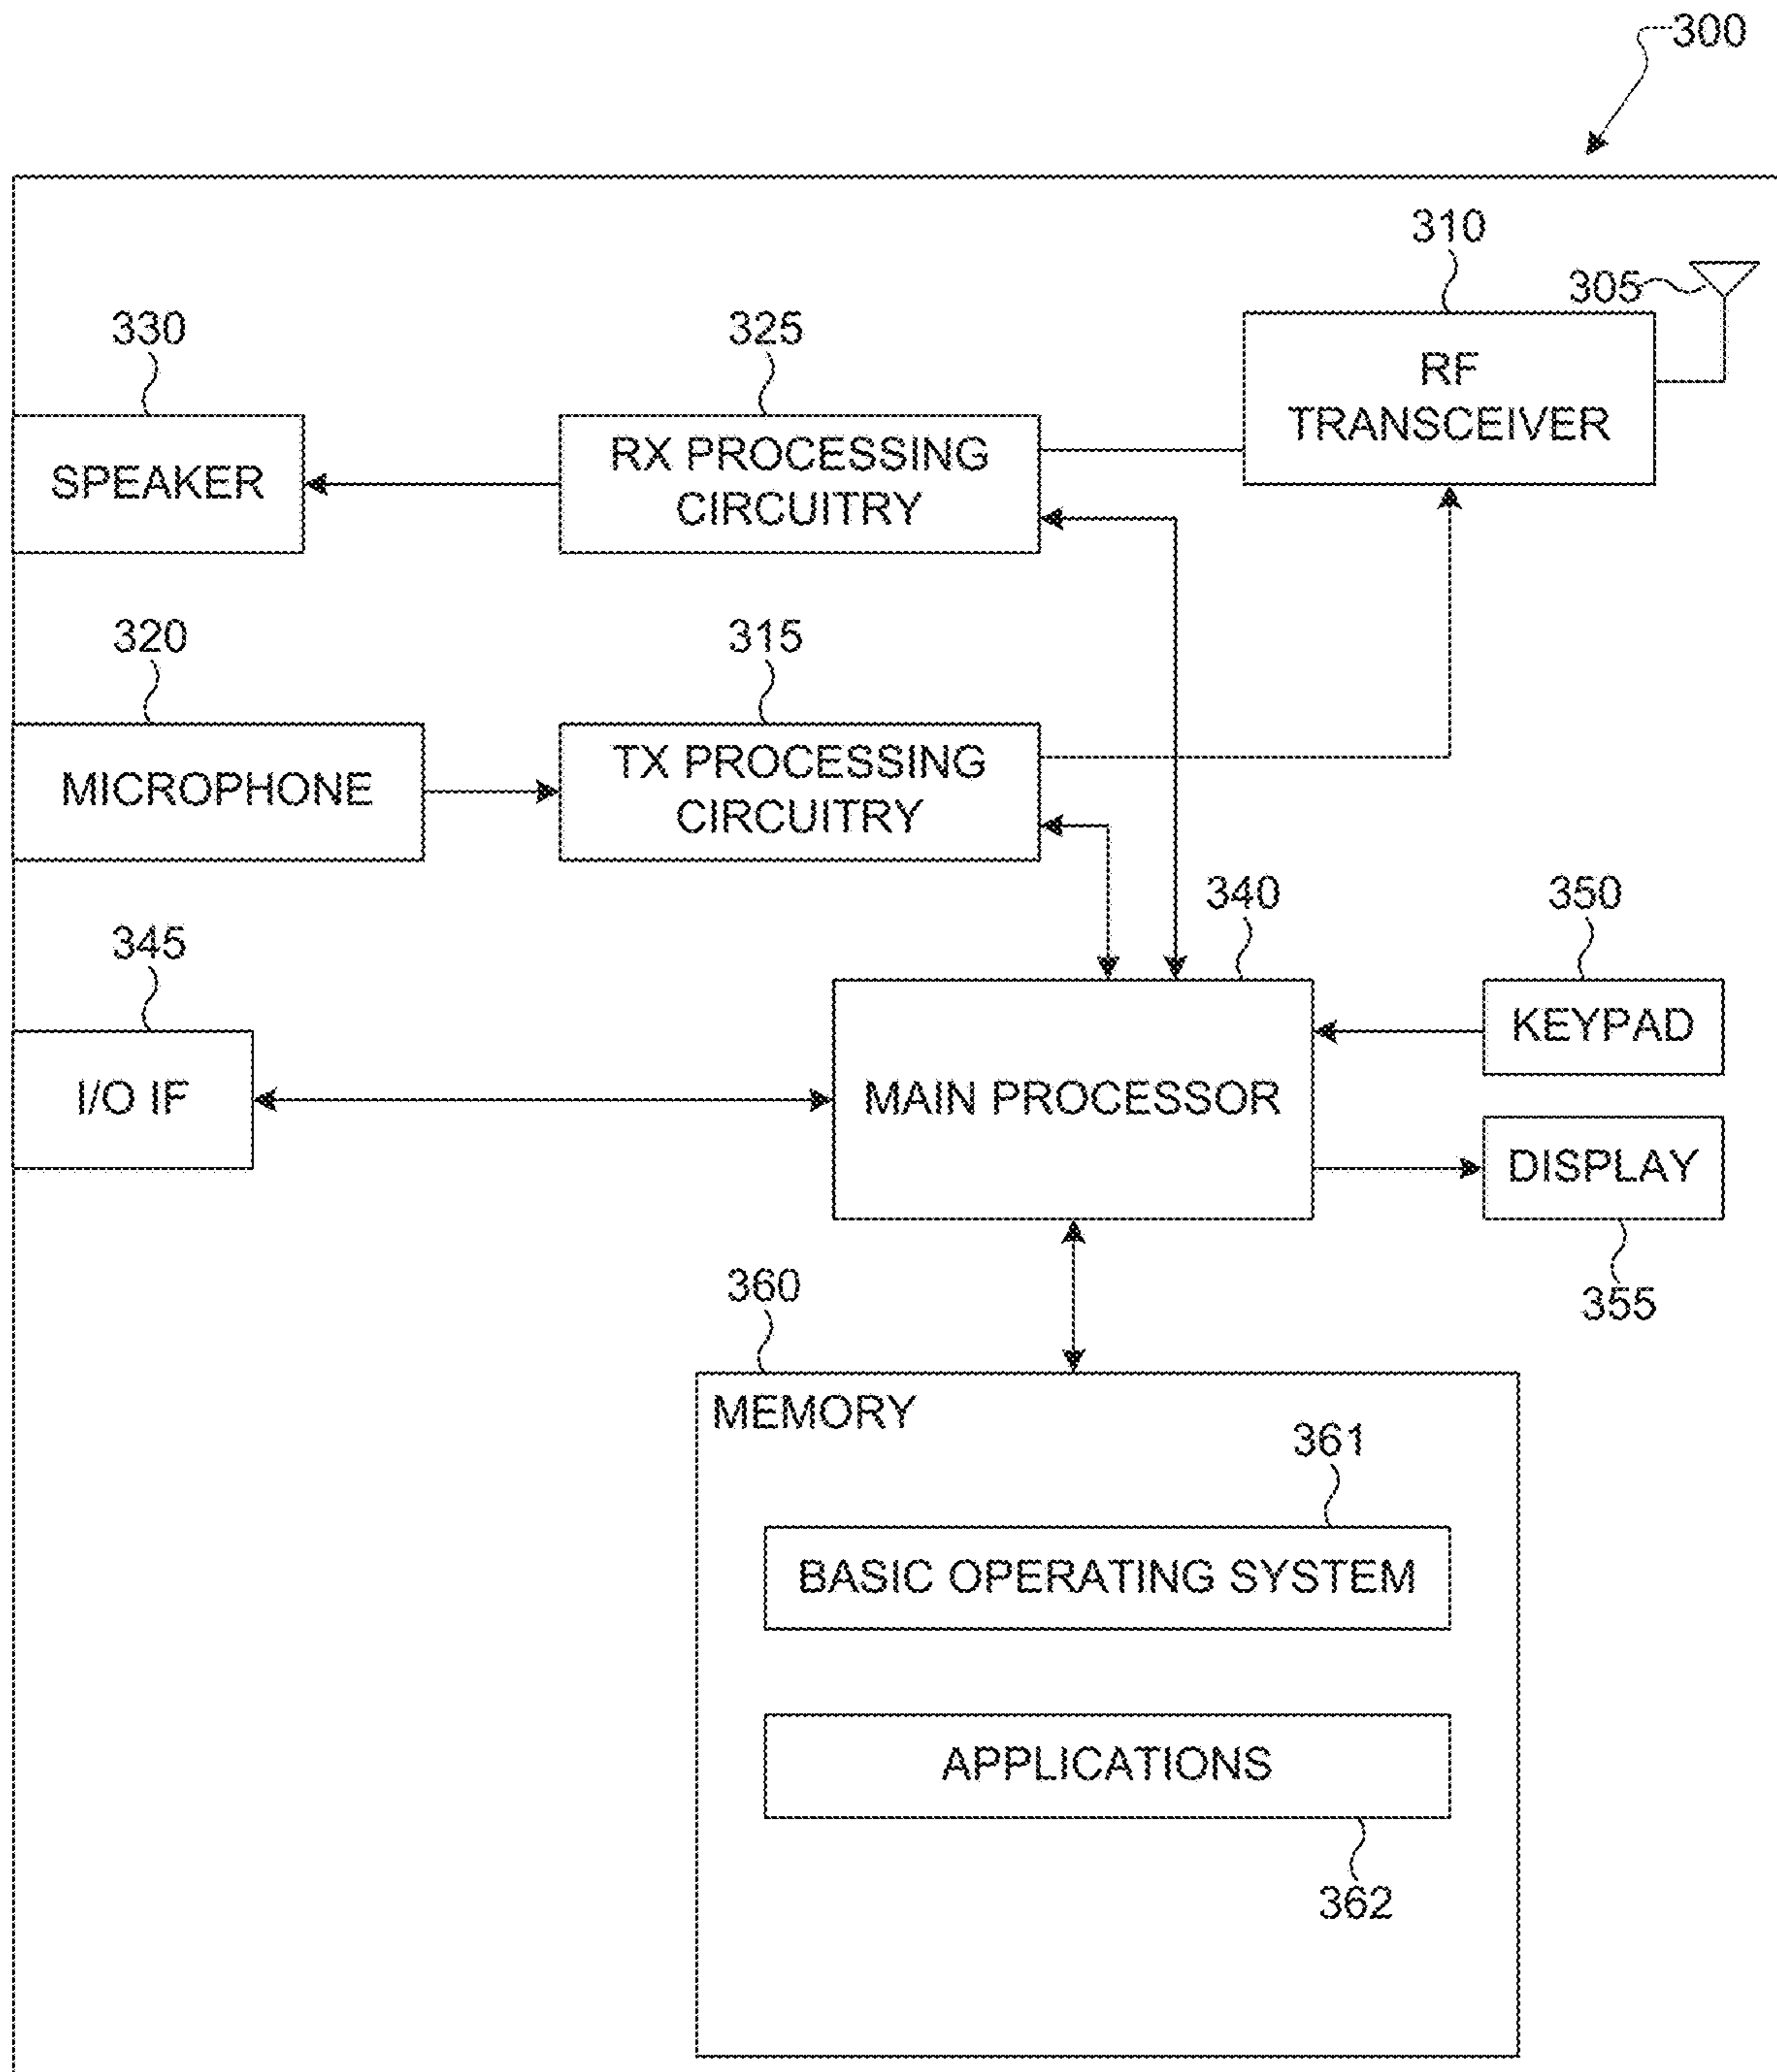 300
310
305
330
325
RF
TRANSCEIVER
SPEAKER
RX PROCESSING
CIRCUITRY
320
315
MICROPHONE
TX PROCESSING
CIRCUITRY
345
340
350
I/O IF
MAIN PROCESSOR
KEYPAD
DISPLAY
355
360
MEMORY
361
BASIC OPERATING SYSTEM
APPLICATIONS
362